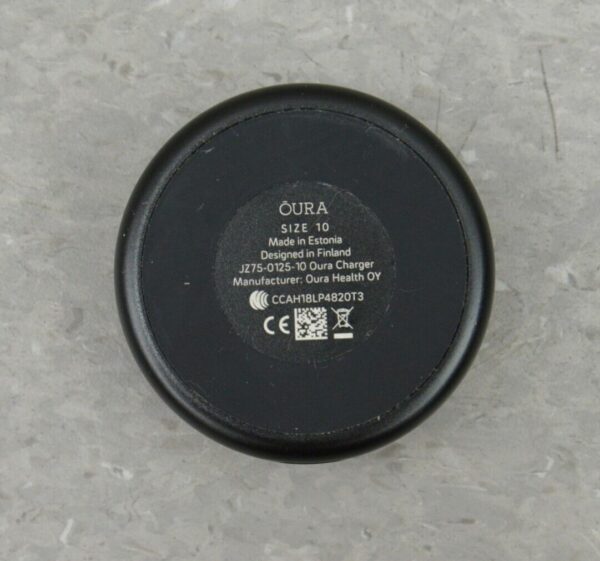 ŌURA
SIZE 10
Made in Estonia
Designed in Finland
JZ75-0125-10 Oura Charger
Manufacturer: Oura Health OY
CCAH18LP4820T3
CE